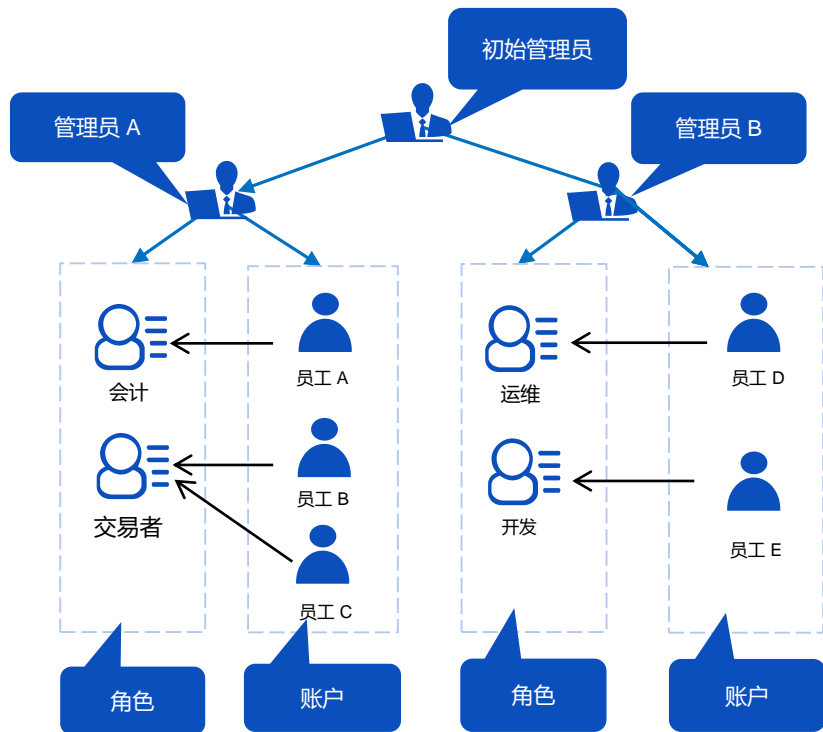 初始管理员
管理员 A
管理员 B
会计
员工 A
运维
员工 D
交易者
员工 B
开发
员工 E
员工 C
角色
账户
角色
账户